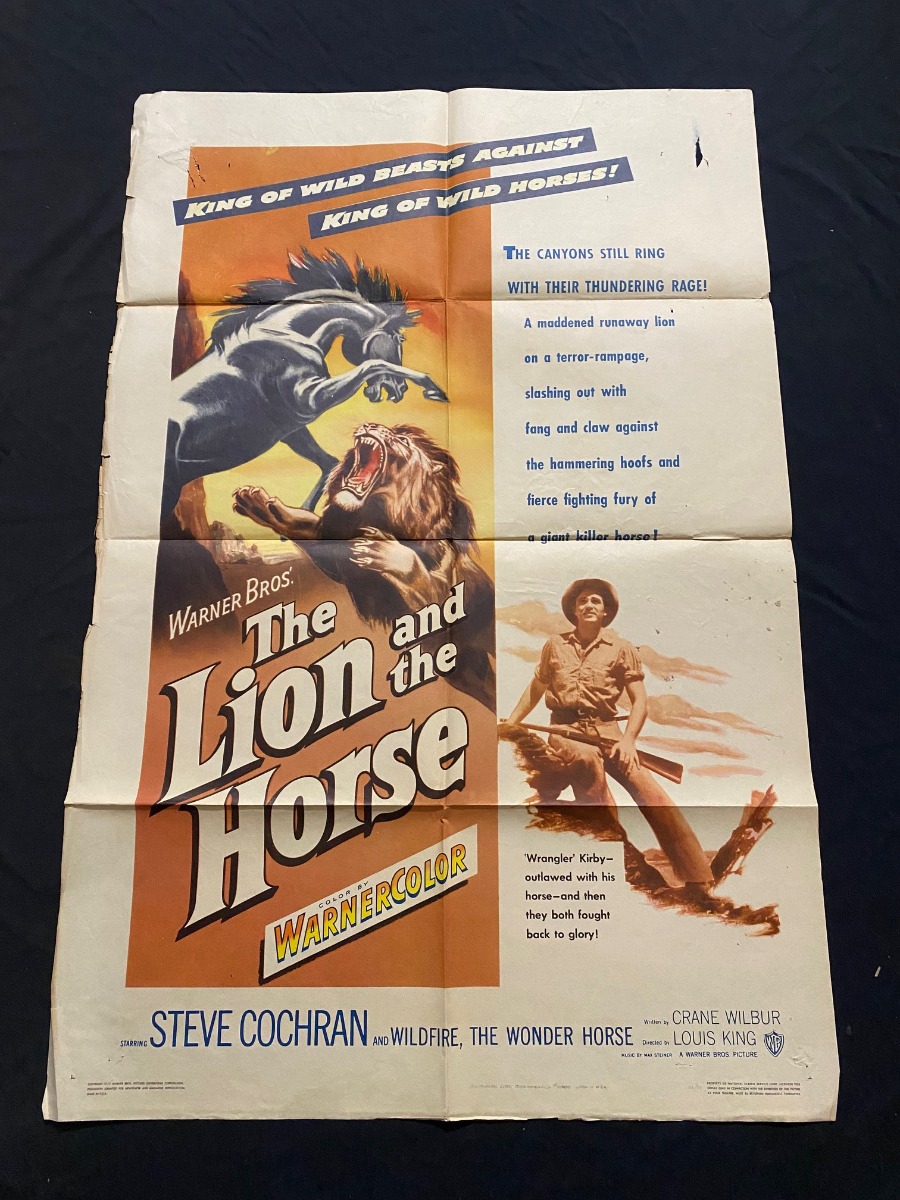 KING OF WILD BEASTS AGAINST
KING OF WILD HORSES!
THE CANYONS STILL RING
WITH THEIR THUNDERING RAGE!
A maddened runaway lion
on a terror-rampage,
slashing out with
fang and claw against
the hammering hoofs and
fierce fighting fury of
a giant killer horse!
WARNER BROS'.
The
Lion and
the
Horse
COLOR BY
WARNERCOLOR
'Wrangler' Kirby—
outlawed with his
horse—and then
they both fought
back to glory!
STARRING STEVE COCHRAN AND WILDFIRE, THE WONDER HORSE
Written by CRANE WILBUR
Directed by LOUIS KING
MUSIC BY MAX STEINER A WARNER BROS. PICTURE
WB